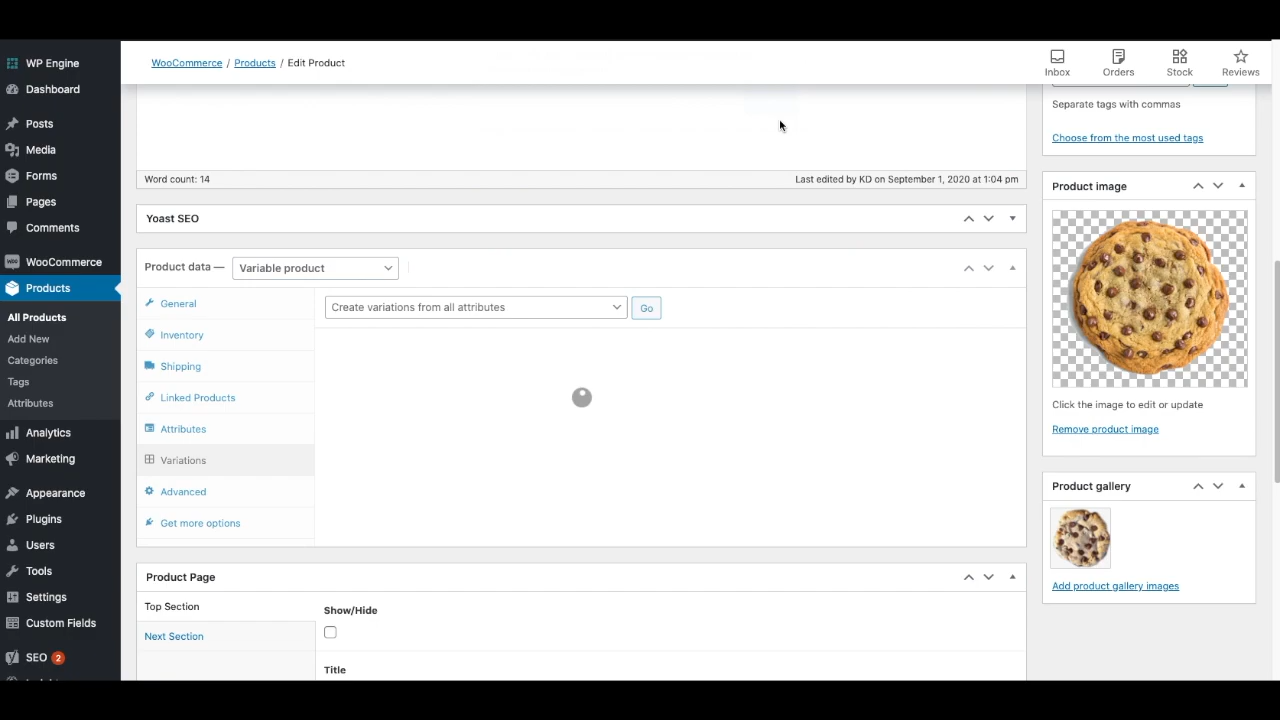 WP Engine
Dashboard
Posts
Media
Forms
Pages
Comments
WooCommerce
Products
All Products
Add New
Categories
Tags
Attributes
Analytics
Marketing
Appearance
Plugins
Users
Tools
Settings
Custom Fields
SEO 2
WooCommerce / Products / Edit Product
Inbox
Orders
Stock
Reviews
Word count: 14
Last edited by KD on September 1, 2020 at 1:04 pm
Yoast SEO
Product data — Variable product
General
Inventory
Shipping
Linked Products
Attributes
Variations
Advanced
Get more options
Create variations from all attributes
Go
Product Page
Top Section
Next Section
Show/Hide
Title
Separate tags with commas
Choose from the most used tags
Product image
Click the image to edit or update
Remove product image
Product gallery
Add product gallery images